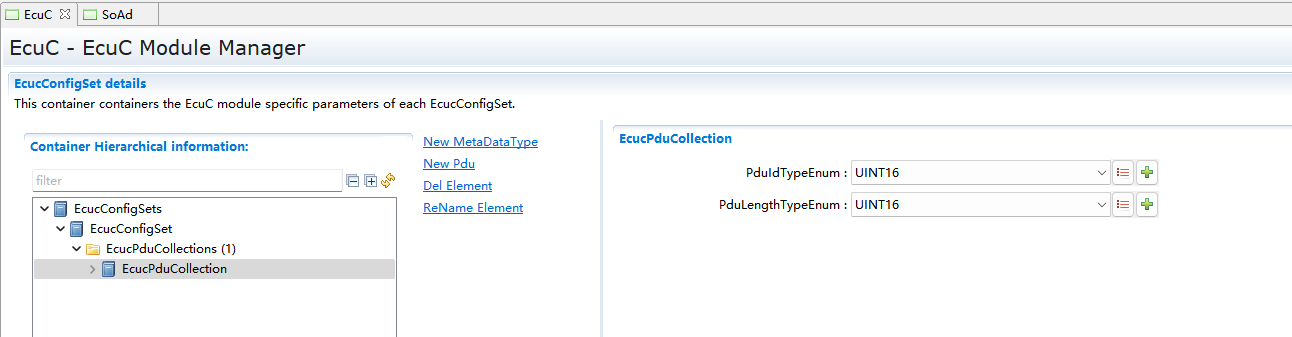 EcuC
SoAd
EcuC - EcuC Module Manager
EcucConfigSet details
This container containers the EcuC module specific parameters of each EcucConfigSet.
Container Hierarchical information:
filter
EcucConfigSets
EcucConfigSet
EcucPduCollections (1)
EcucPduCollection
New MetaDataType
New Pdu
Del Element
ReName Element
EcucPduCollection
PduIdTypeEnum : UINT16
PduLengthTypeEnum : UINT16